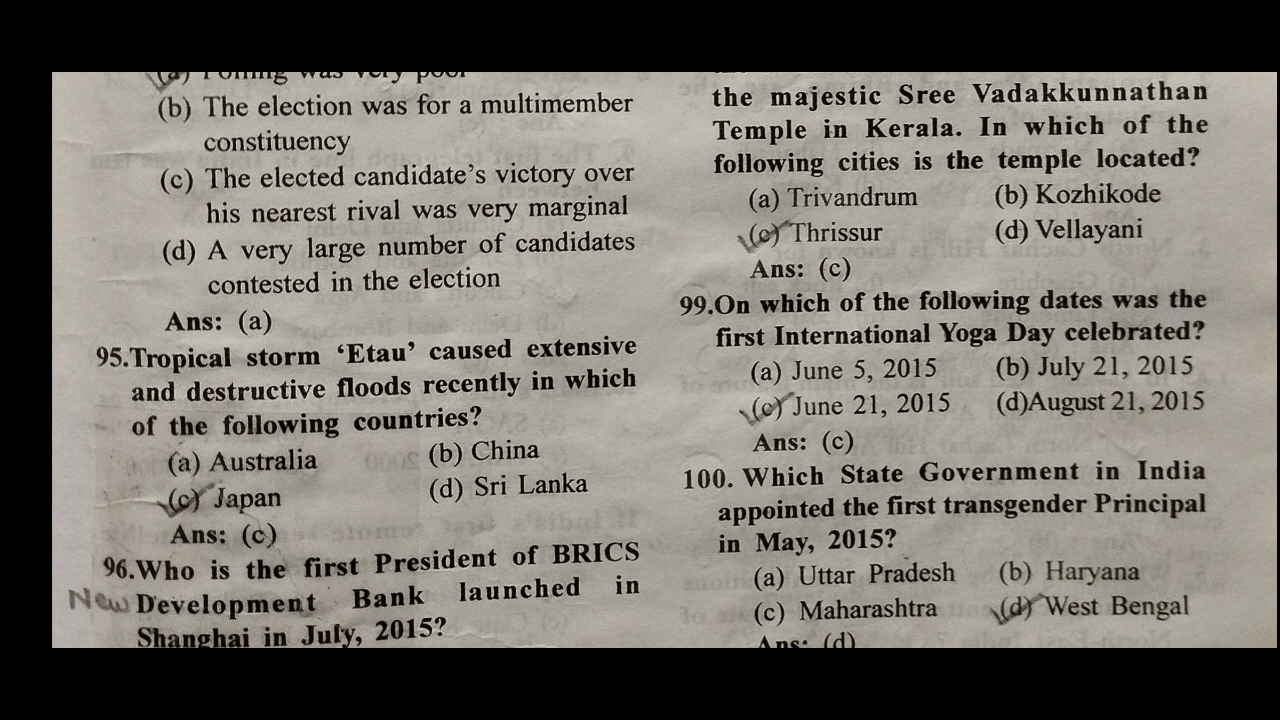 (a) Polling was very poor
(b) The election was for a multimember
constituency
(c) The elected candidate's victory over
his nearest rival was very marginal
(d) A very large number of candidates
contested in the election
Ans: (a)
95.Tropical storm ‘Etau’ caused extensive
and destructive floods recently in which
of the following countries?
(a) Australia (b) China
(c) Japan (d) Sri Lanka
Ans: (c)
96.Who is the first President of BRICS
New Development Bank launched in
Shanghai in July, 2015?
the majestic Sree Vadakkunnathan
Temple in Kerala. In which of the
following cities is the temple located?
(a) Trivandrum (b) Kozhikode
(c) Thrissur (d) Vellayani
Ans: (c)
99.On which of the following dates was the
first International Yoga Day celebrated?
(a) June 5, 2015 (b) July 21, 2015
(c) June 21, 2015 (d)August 21, 2015
Ans: (c)
100. Which State Government in India
appointed the first transgender Principal
in May, 2015?
(a) Uttar Pradesh (b) Haryana
(c) Maharashtra (d) West Bengal
Ans: (d)